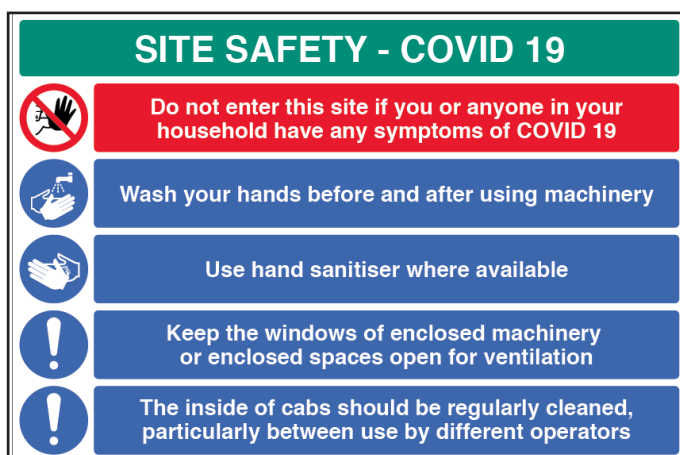 SITE SAFETY - COVID 19
Do not enter this site if you or anyone in your
household have any symptoms of COVID 19
Wash your hands before and after using machinery
Use hand sanitiser where available
Keep the windows of enclosed machinery
or enclosed spaces open for ventilation
The inside of cabs should be regularly cleaned,
particularly between use by different operators